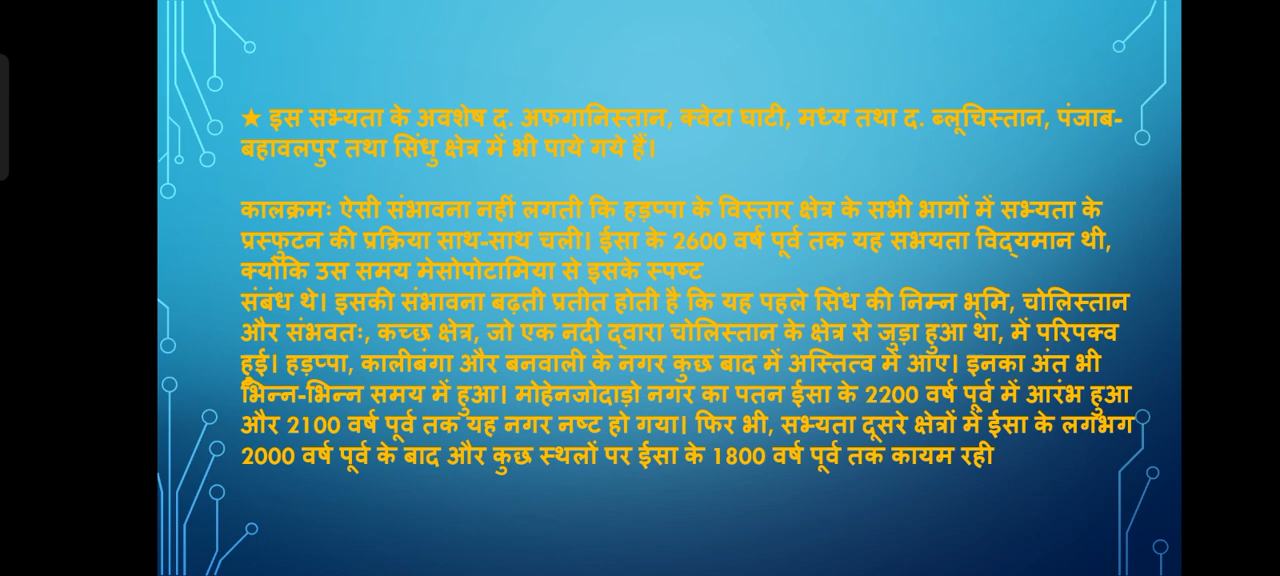 ★ इस सभ्यता के अवशेष द. अफगानिस्तान, क्वेटा घाटी, मध्य तथा द. ब्लूचिस्तान, पंजाब-
बहावलपुर तथा सिंधु क्षेत्र में भी पाये गये हैं।
कालक्रमः ऐसी संभावना नहीं लगती कि हड़प्पा के विस्तार क्षेत्र के सभी भागों में सभ्यता के
प्रस्फुटन की प्रक्रिया साथ-साथ चली। ईसा के 2600 वर्ष पूर्व तक यह सभयता विद्यमान थी,
क्योंकि उस समय मेसोपोटामिया से इसके स्पष्ट
संबंध थे। इसकी संभावना बढ़ती प्रतीत होती है कि यह पहले सिंध की निम्न भूमि, चोलिस्तान
और संभवतः, कच्छ क्षेत्र, जो एक नदी द्वारा चोलिस्तान के क्षेत्र से जुड़ा हुआ था, में परिपक्व
हुई। हड़प्पा, कालीबंगा और बनवाली के नगर कुछ बाद में अस्तित्व में आए। इनका अंत भी
भिन्न-भिन्न समय में हुआ। मोहेनजोदाड़ो नगर का पतन ईसा के 2200 वर्ष पूर्व में आरंभ हुआ
और 2100 वर्ष पूर्व तक यह नगर नष्ट हो गया। फिर भी, सभ्यता दूसरे क्षेत्रों में ईसा के लगभग
2000 वर्ष पूर्व के बाद और कुछ स्थलों पर ईसा के 1800 वर्ष पूर्व तक कायम रही